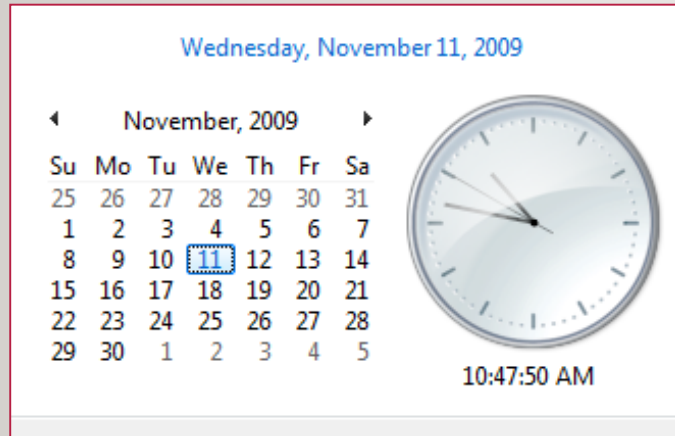 Wednesday, November 11, 2009
November, 2009
Su Mo Tu We Th Fr Sa
25 26 27 28 29 30 31
1 2 3 4 5 6 7
8 9 10 11 12 13 14
15 16 17 18 19 20 21
22 23 24 25 26 27 28
29 30 1 2 3 4 5
10:47:50 AM